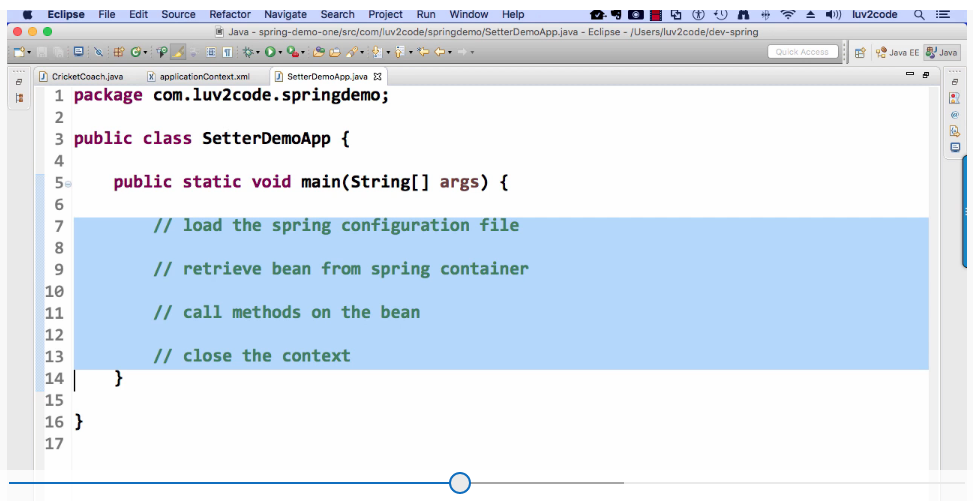 Eclipse File Edit Source Refactor Navigate Search Project Run Window Help luv2code
Java - spring-demo-one/src/com/luv2code/springdemo/SetterDemoApp.java - Eclipse - /Users/luv2code/dev-spring
Quick Access Java EE Java
CricketCoach.java applicationContext.xml SetterDemoApp.java
1 package com.luv2code.springdemo;
2
3 public class SetterDemoApp {
4
5 public static void main(String[] args) {
6
7 // load the spring configuration file
8
9 // retrieve bean from spring container
10
11 // call methods on the bean
12
13 // close the context
14 }
15
16 }
17